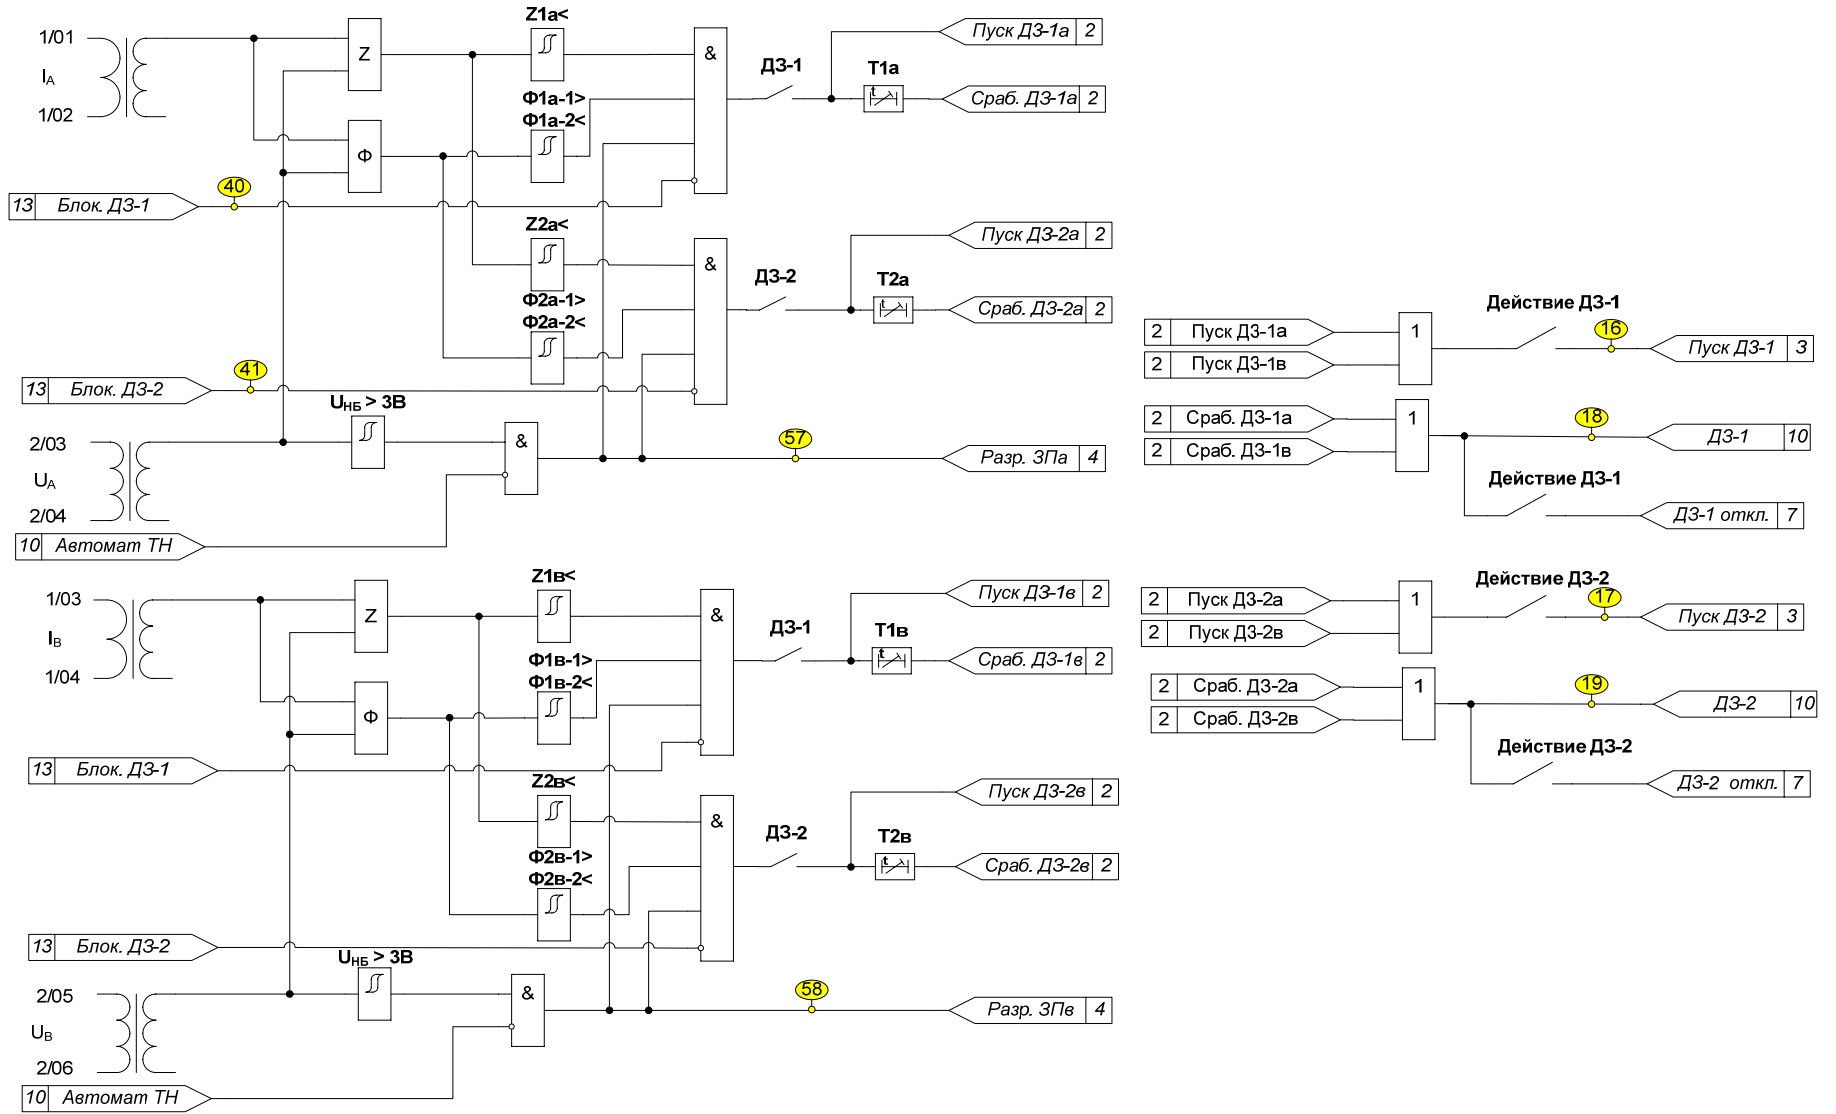 1/01
IA
1/02
Z
Ф
Z1а<
Ф1а-1>
Ф1а-2<
&
ДЗ-1
T1а
t
Пуск ДЗ-1а 2
Сраб. ДЗ-1а 2
13 Блок. ДЗ-1
40
Z2а<
Ф2а-1>
Ф2а-2<
&
ДЗ-2
T2а
t
Пуск ДЗ-2а 2
Сраб. ДЗ-2а 2
13 Блок. ДЗ-2
41
UНБ > 3В
2/03
UА
2/04
&
57
Разр. ЗПа 4
10 Автомат ТН
1/03
IВ
1/04
Z
Ф
Z1в<
Ф1в-1>
Ф1в-2<
&
ДЗ-1
T1в
t
Пуск ДЗ-1в 2
Сраб. ДЗ-1в 2
13 Блок. ДЗ-1
Z2в<
Ф2в-1>
Ф2в-2<
&
ДЗ-2
T2в
t
Пуск ДЗ-2в 2
Сраб. ДЗ-2в 2
13 Блок. ДЗ-2
UНБ > 3В
2/05
UВ
2/06
&
58
Разр. ЗПв 4
10 Автомат ТН
2 Пуск ДЗ-1а
2 Пуск ДЗ-1в
1
Действие ДЗ-1
16
Пуск ДЗ-1 3
2 Сраб. ДЗ-1а
2 Сраб. ДЗ-1в
1
18
ДЗ-1 10
Действие ДЗ-1
ДЗ-1 откл. 7
2 Пуск ДЗ-2а
2 Пуск ДЗ-2в
1
Действие ДЗ-2
17
Пуск ДЗ-2 3
2 Сраб. ДЗ-2а
2 Сраб. ДЗ-2в
1
19
ДЗ-2 10
Действие ДЗ-2
ДЗ-2 откл. 7